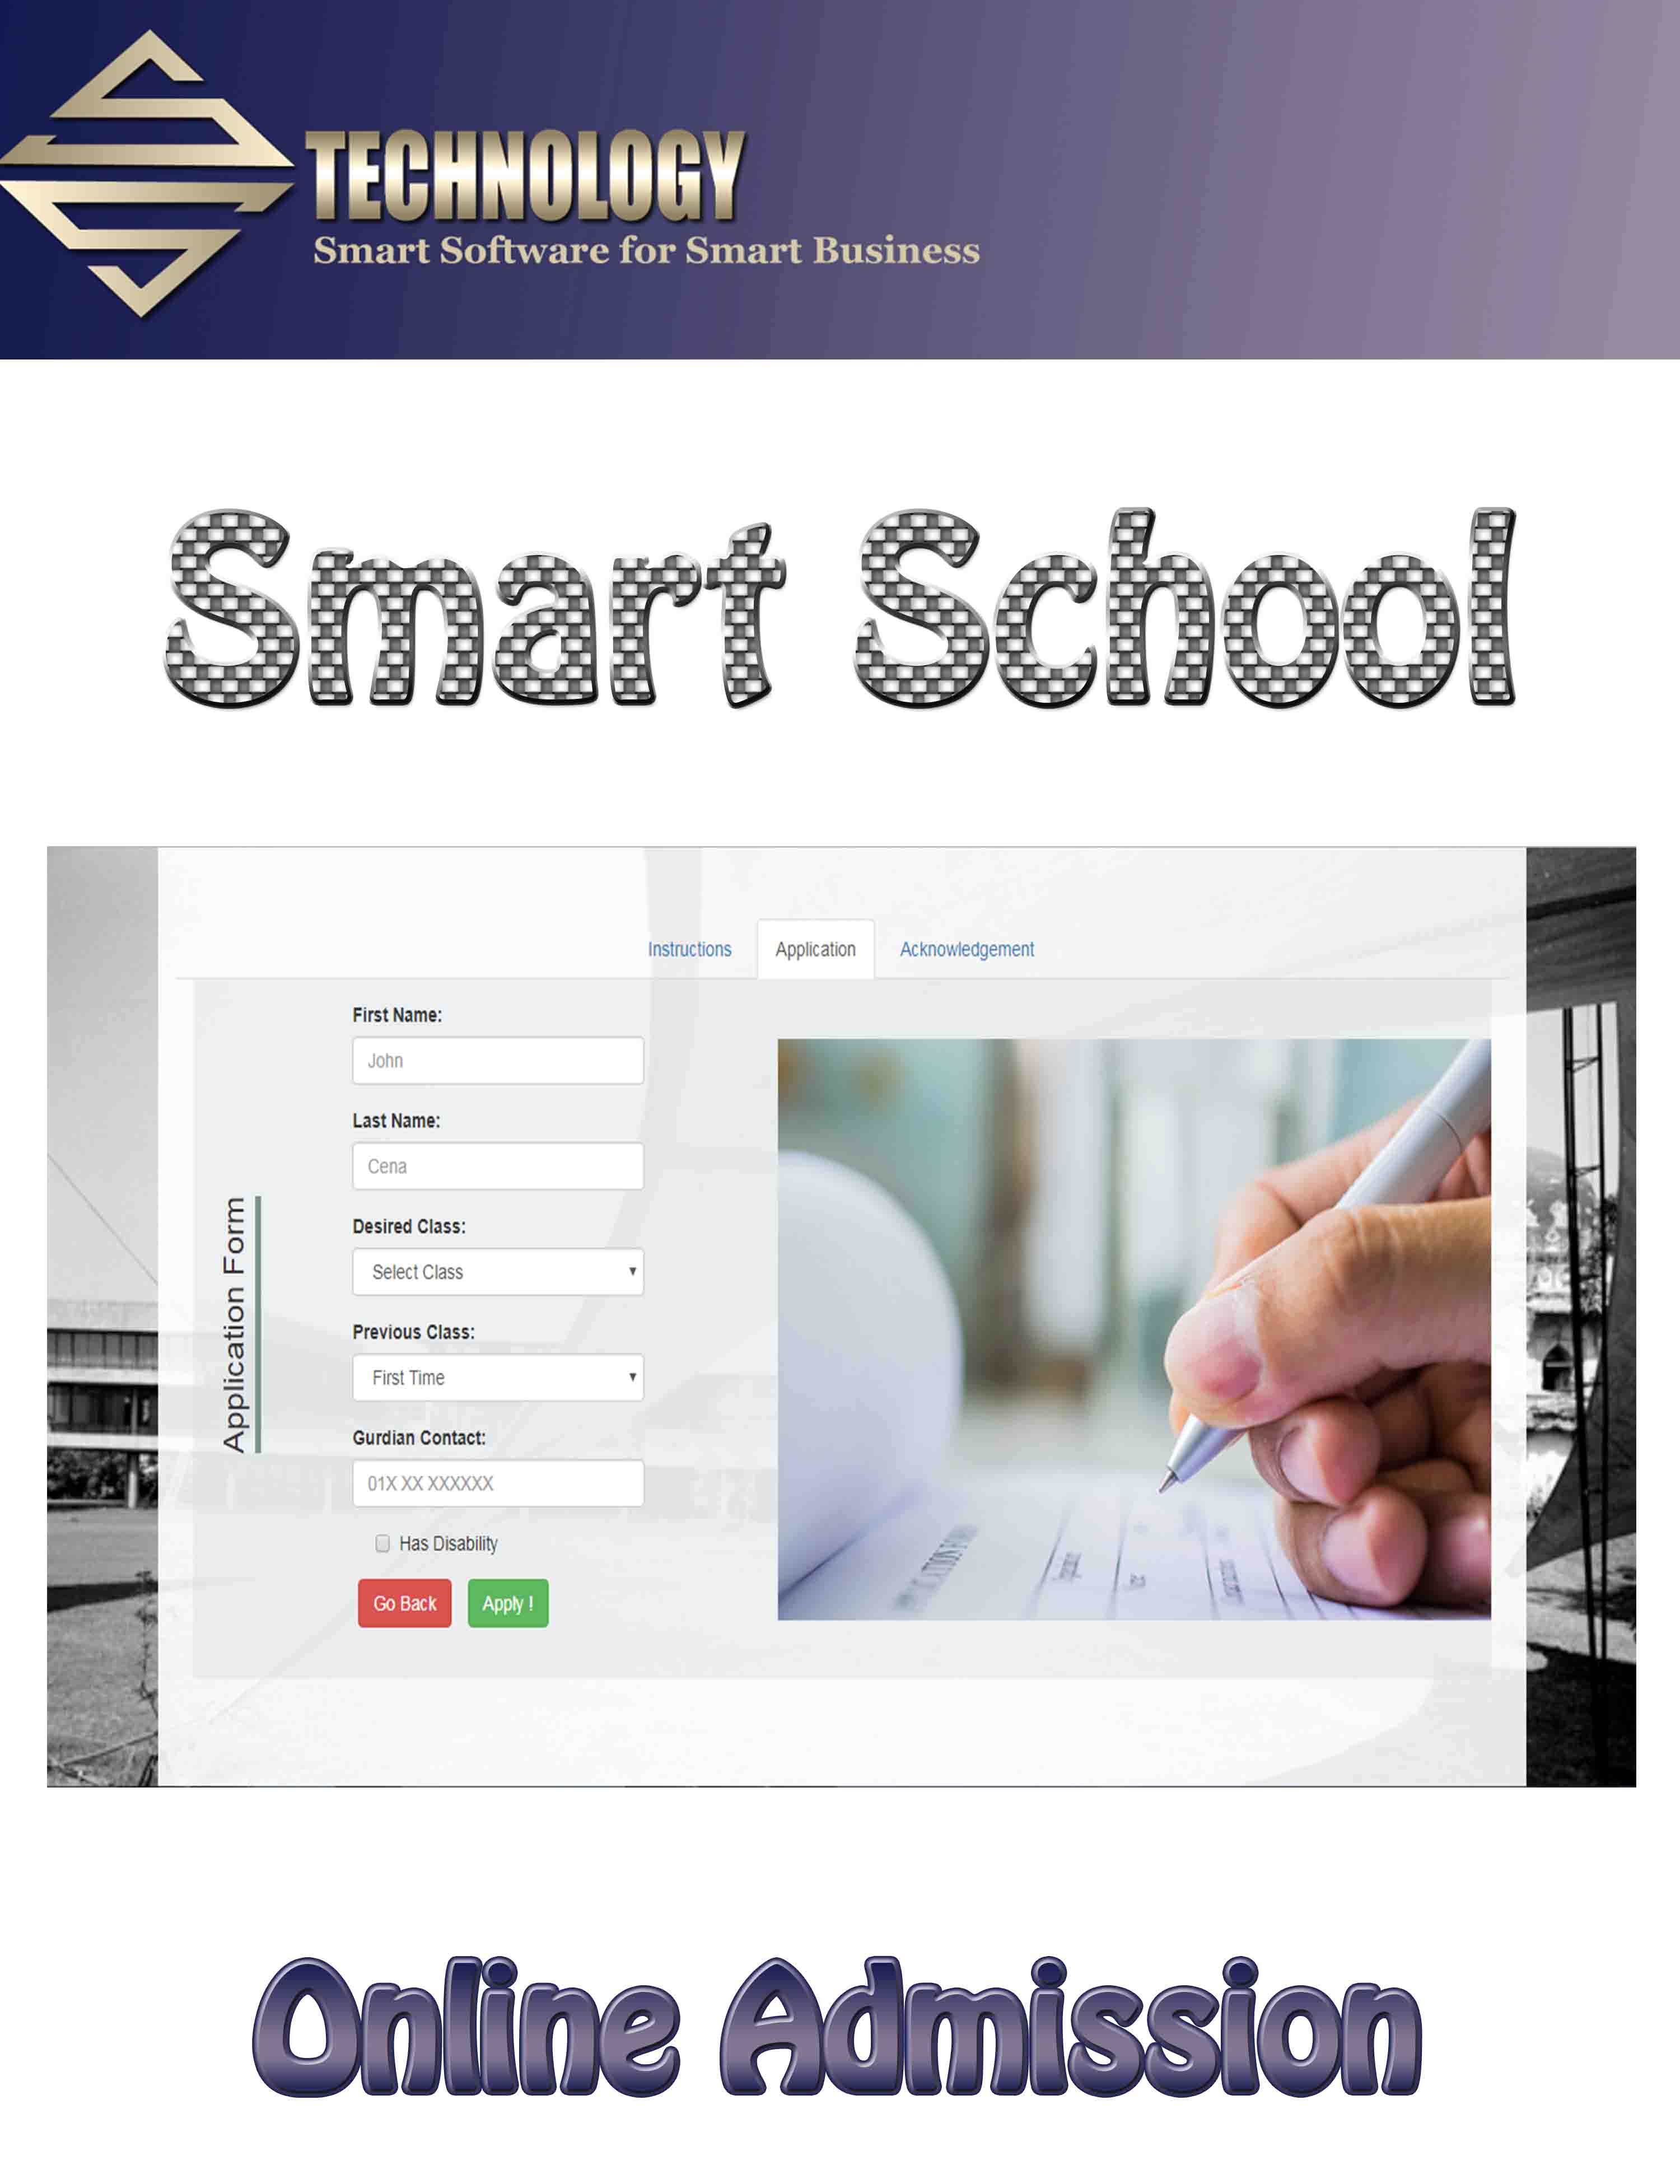 TECHNOLOGY
Smart Software for Smart Business
Smart School
Instructions Application Acknowledgement
Application Form
First Name:
John
Last Name:
Cena
Desired Class:
Select Class
Previous Class:
First Time
Gurdian Contact:
01X XX XXXXXX
Has Disability
Go Back Apply !
Online Admission